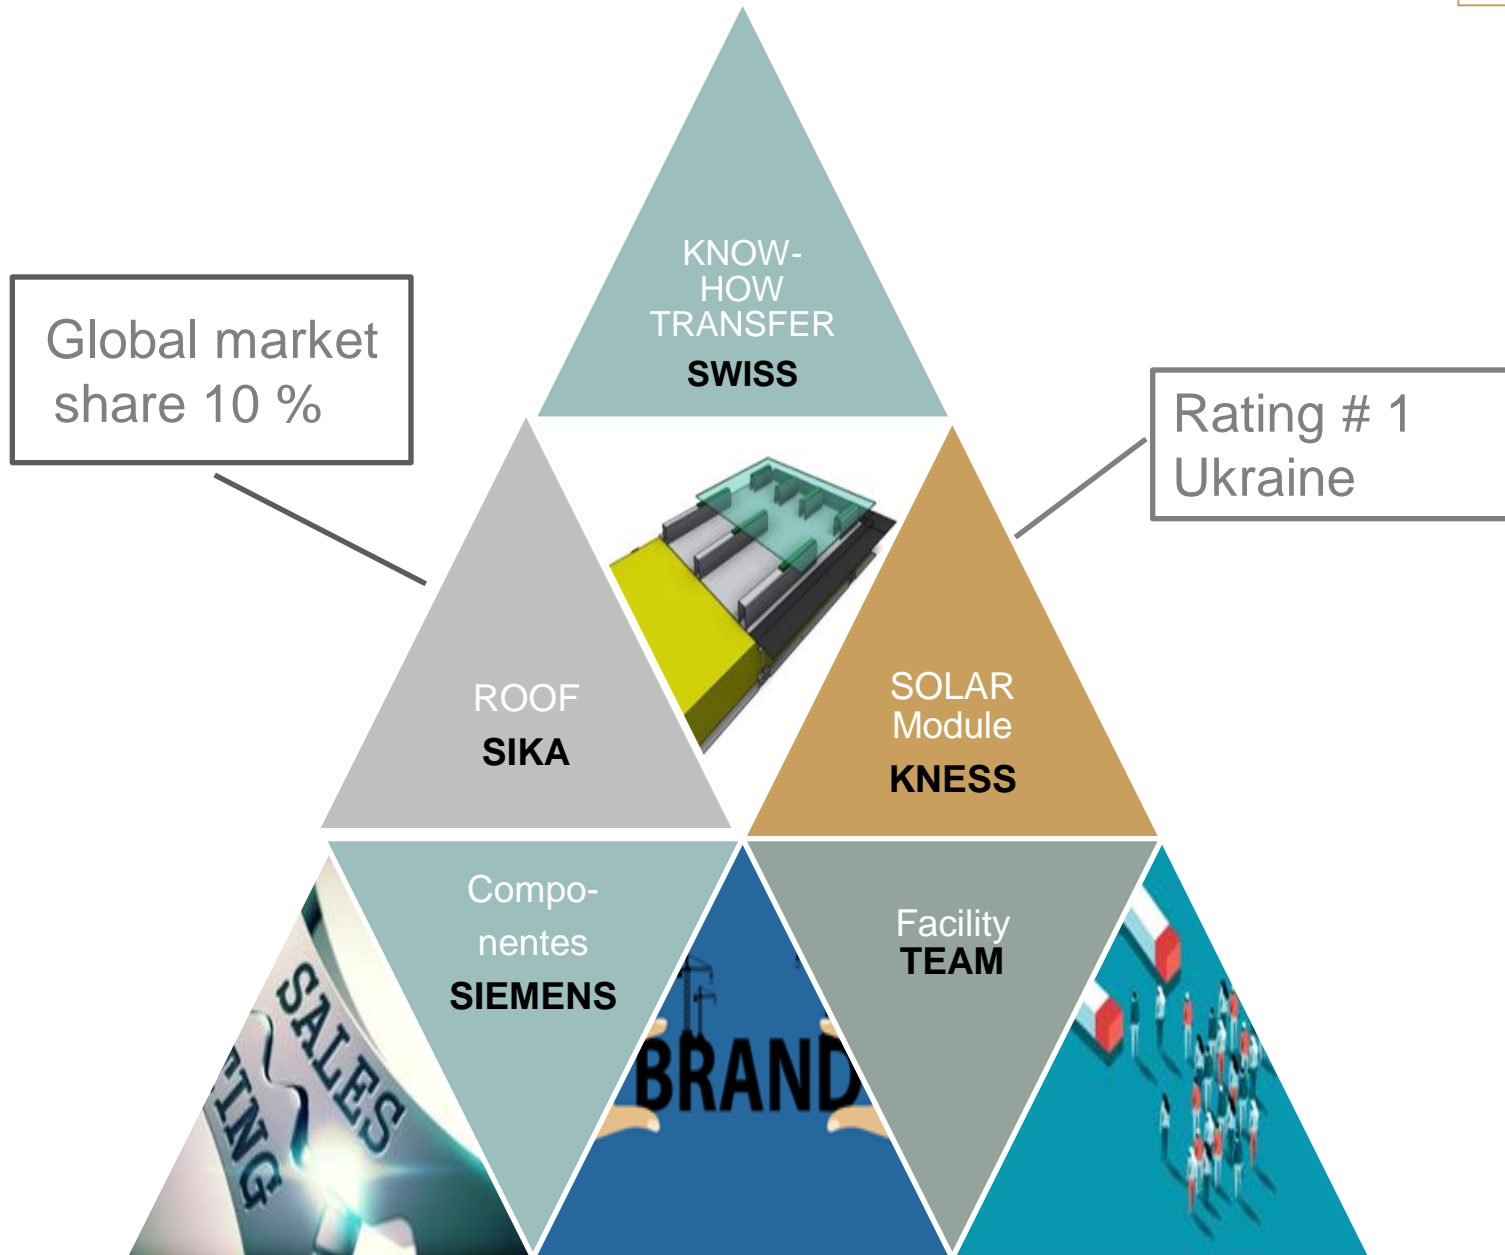 KNOW-
HOW
TRANSFER
SWISS
Global market
share 10 %
Rating # 1
Ukraine
ROOF
SIKA
SOLAR
Module
KNESS
Compo-
nentes
SIEMENS
Facility
TEAM
SALES
TING
BRAND